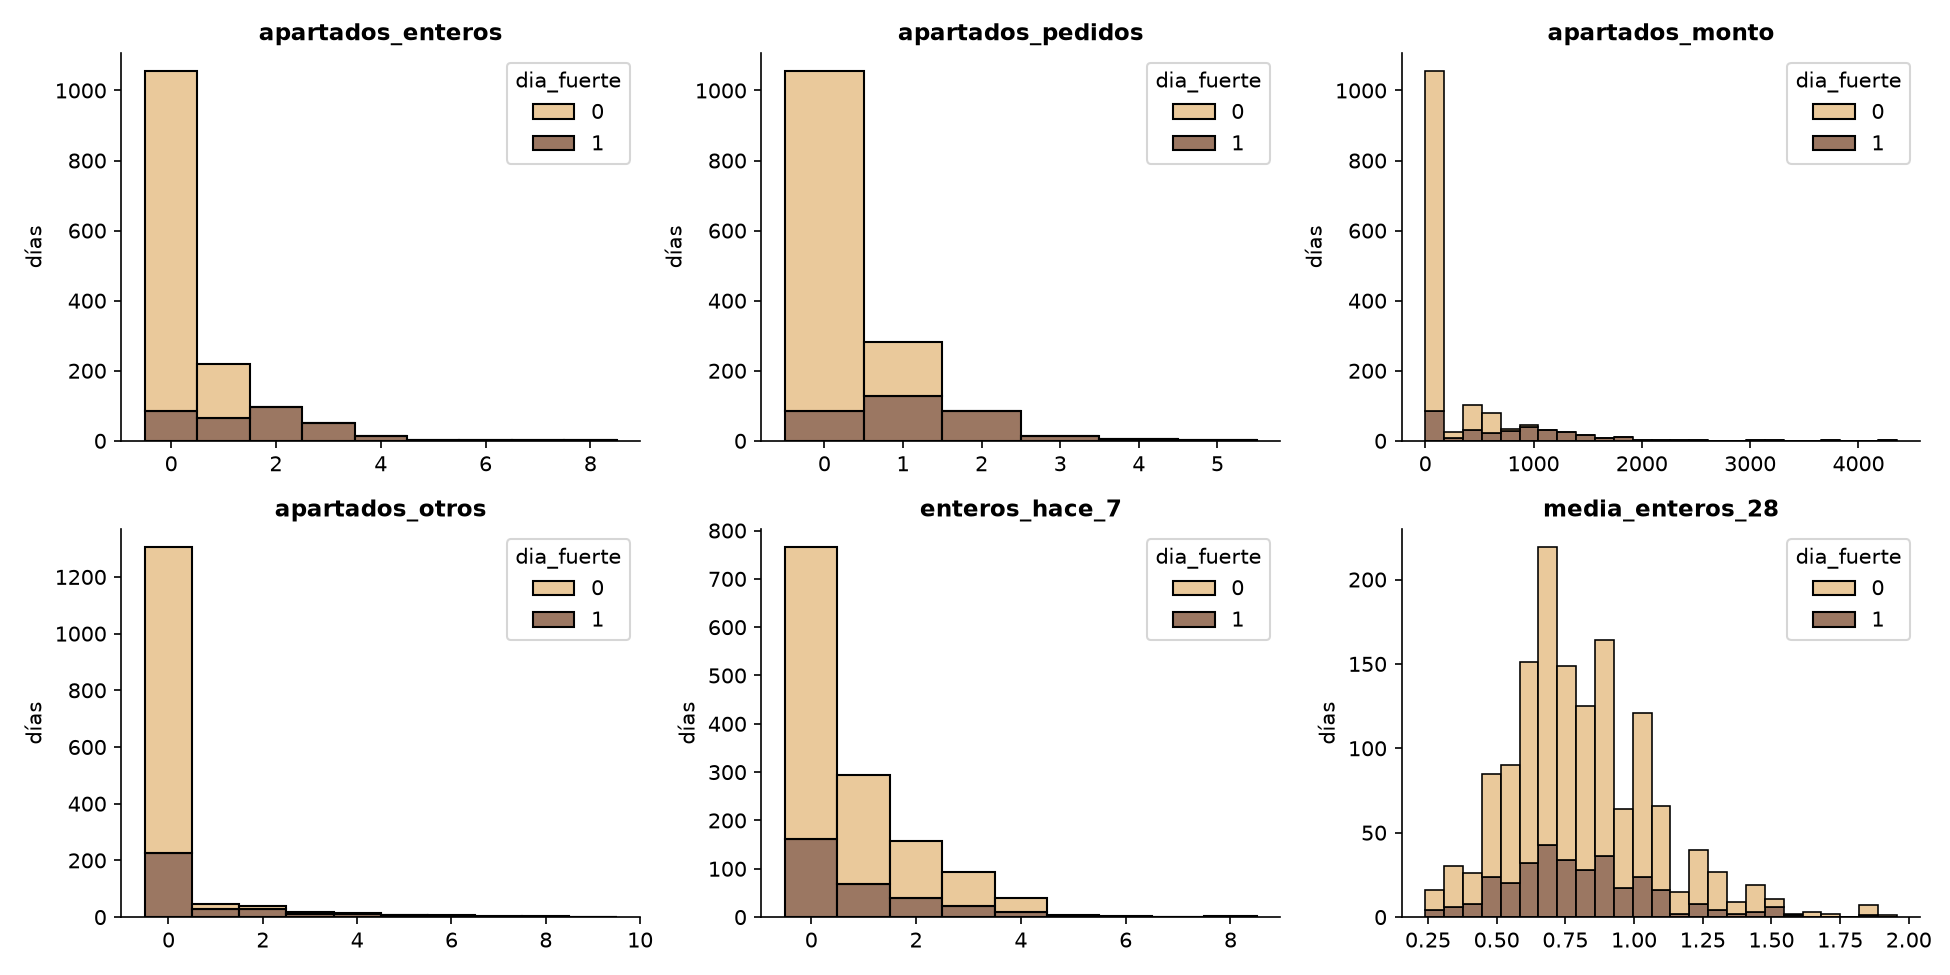 apartados_enteros
días
1000
800
600
400
200
0
0 2 4 6 8
dia_fuerte
0
1
apartados_pedidos
días
1000
800
600
400
200
0
0 1 2 3 4 5
dia_fuerte
0
1
apartados_monto
días
1000
800
600
400
200
0
0 1000 2000 3000 4000
dia_fuerte
0
1
apartados_otros
días
1200
1000
800
600
400
200
0
0 2 4 6 8 10
dia_fuerte
0
1
enteros_hace_7
días
800
700
600
500
400
300
200
100
0
0 2 4 6 8
dia_fuerte
0
1
media_enteros_28
días
200
150
100
50
0
0.25 0.50 0.75 1.00 1.25 1.50 1.75 2.00
dia_fuerte
0
1